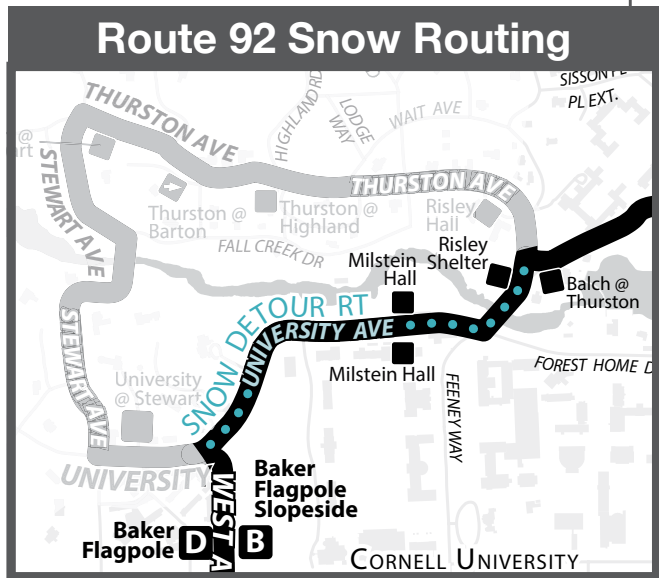 Route 92 Snow Routing
SISSON PL
PL EXT.
HIGHLAND RD
LODGE
WAY
WAIT AVE
THURSTON AVE
THURSTON AVE
@
art
STEWART AVE
Thurston @
Barton
Thurston @
Highland
Risley
Hall
FALL CREEK DR
Risley
Shelter
Milstein
Hall
Balch @
Thurston
SNOW DETOUR RT
UNIVERSITY AVE
STEWART AVE
Milstein Hall
FOREST HOME D
University
@ Stewart
FEENEY WAY
UNIVERSITY
WEST A
Baker
Flagpole
Slopeside
Baker
Flagpole
D
B
CORNELL UNIVERSITY